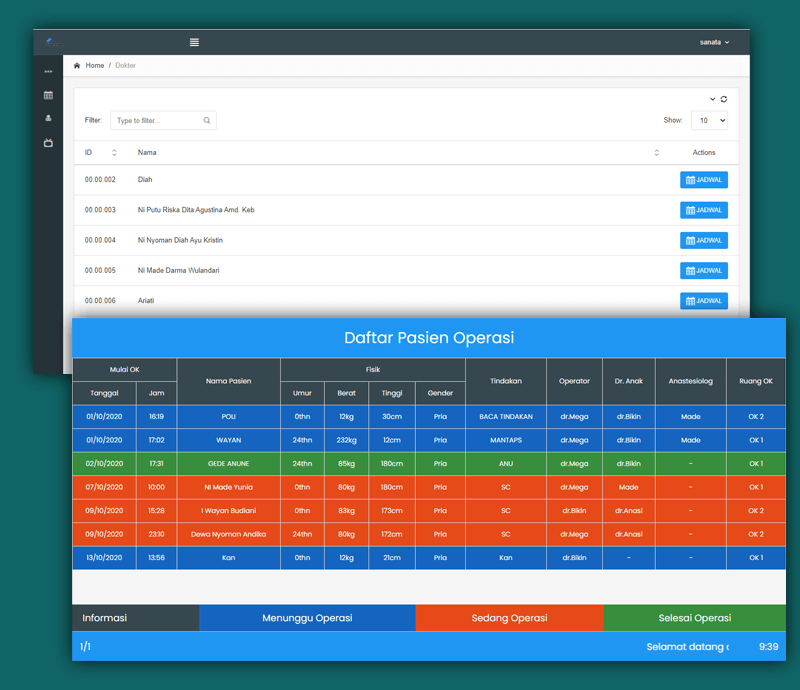 sanata
Home / Dokter
Filter: Type to filter... Show: 10
ID Nama Actions
00.00.002 Diah JADWAL
00.00.003 Ni Putu Riska Dita Agustina Amd. Keb JADWAL
00.00.004 Ni Nyoman Diah Ayu Kristin JADWAL
00.00.005 Ni Made Darma Wulandari JADWAL
00.00.006 Ariati JADWAL
Daftar Pasien Operasi
Mulai OK Nama Pasien Fisik Tindakan Operator Dr. Anak Anastesiolog Ruang OK
Tanggal Jam Umur Berat Tinggi Gender
01/10/2020 16:19 POLI 0thn 12kg 30cm Pria BACA TINDAKAN dr.Mega dr.Bikin Made OK 2
01/10/2020 17:02 WAYAN 24thn 232kg 12cm Pria MANTAPS dr.Mega dr.Bikin Made OK 1
02/10/2020 17:31 GEDE ANUNE 24thn 85kg 180cm Pria ANU dr.Mega dr.Bikin - OK 1
07/10/2020 10:00 Ni Made Yunia 0thn 80kg 180cm Pria SC dr.Mega Made - OK 1
09/10/2020 15:28 I Wayan Budiani 0thn 83kg 173cm Pria SC dr.Bikin dr.Anasi - OK 2
09/10/2020 23:10 Dewa Nyoman Andika 24thn 80kg 172cm Pria SC dr.Mega dr.Anasi - OK 2
13/10/2020 13:56 Kan 0thn 12kg 21cm Pria Kan dr.Bikin - - OK 1
Informasi Menunggu Operasi Sedang Operasi Selesai Operasi
1/1 Selamat datang 9:39